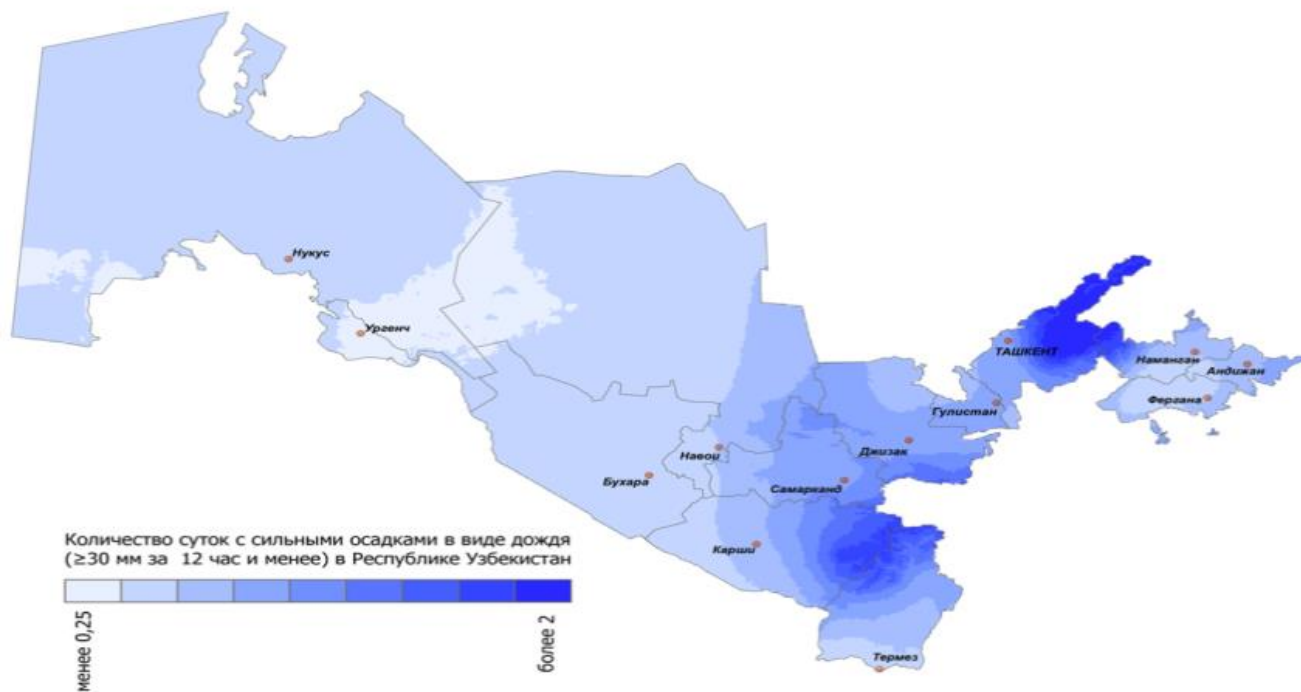 Нукус
Ургенч
ТАШКЕНТ
Наманган
Андижан
Фергана
Гулистан
Джизак
Навои
Бухара
Самарканд
Карши
Термез
Количество суток с сильными осадками в виде дождя
(≥30 мм за 12 час и менее) в Республике Узбекистан
менее 0,25
более 2